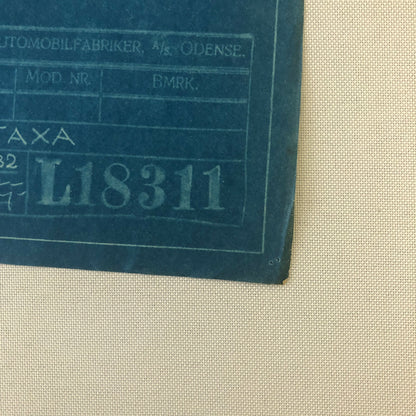 AUTOMOBILFABRIKER, A/S. ODENSE.
MOD. NR. BMRK.
TAXA
32
L18311